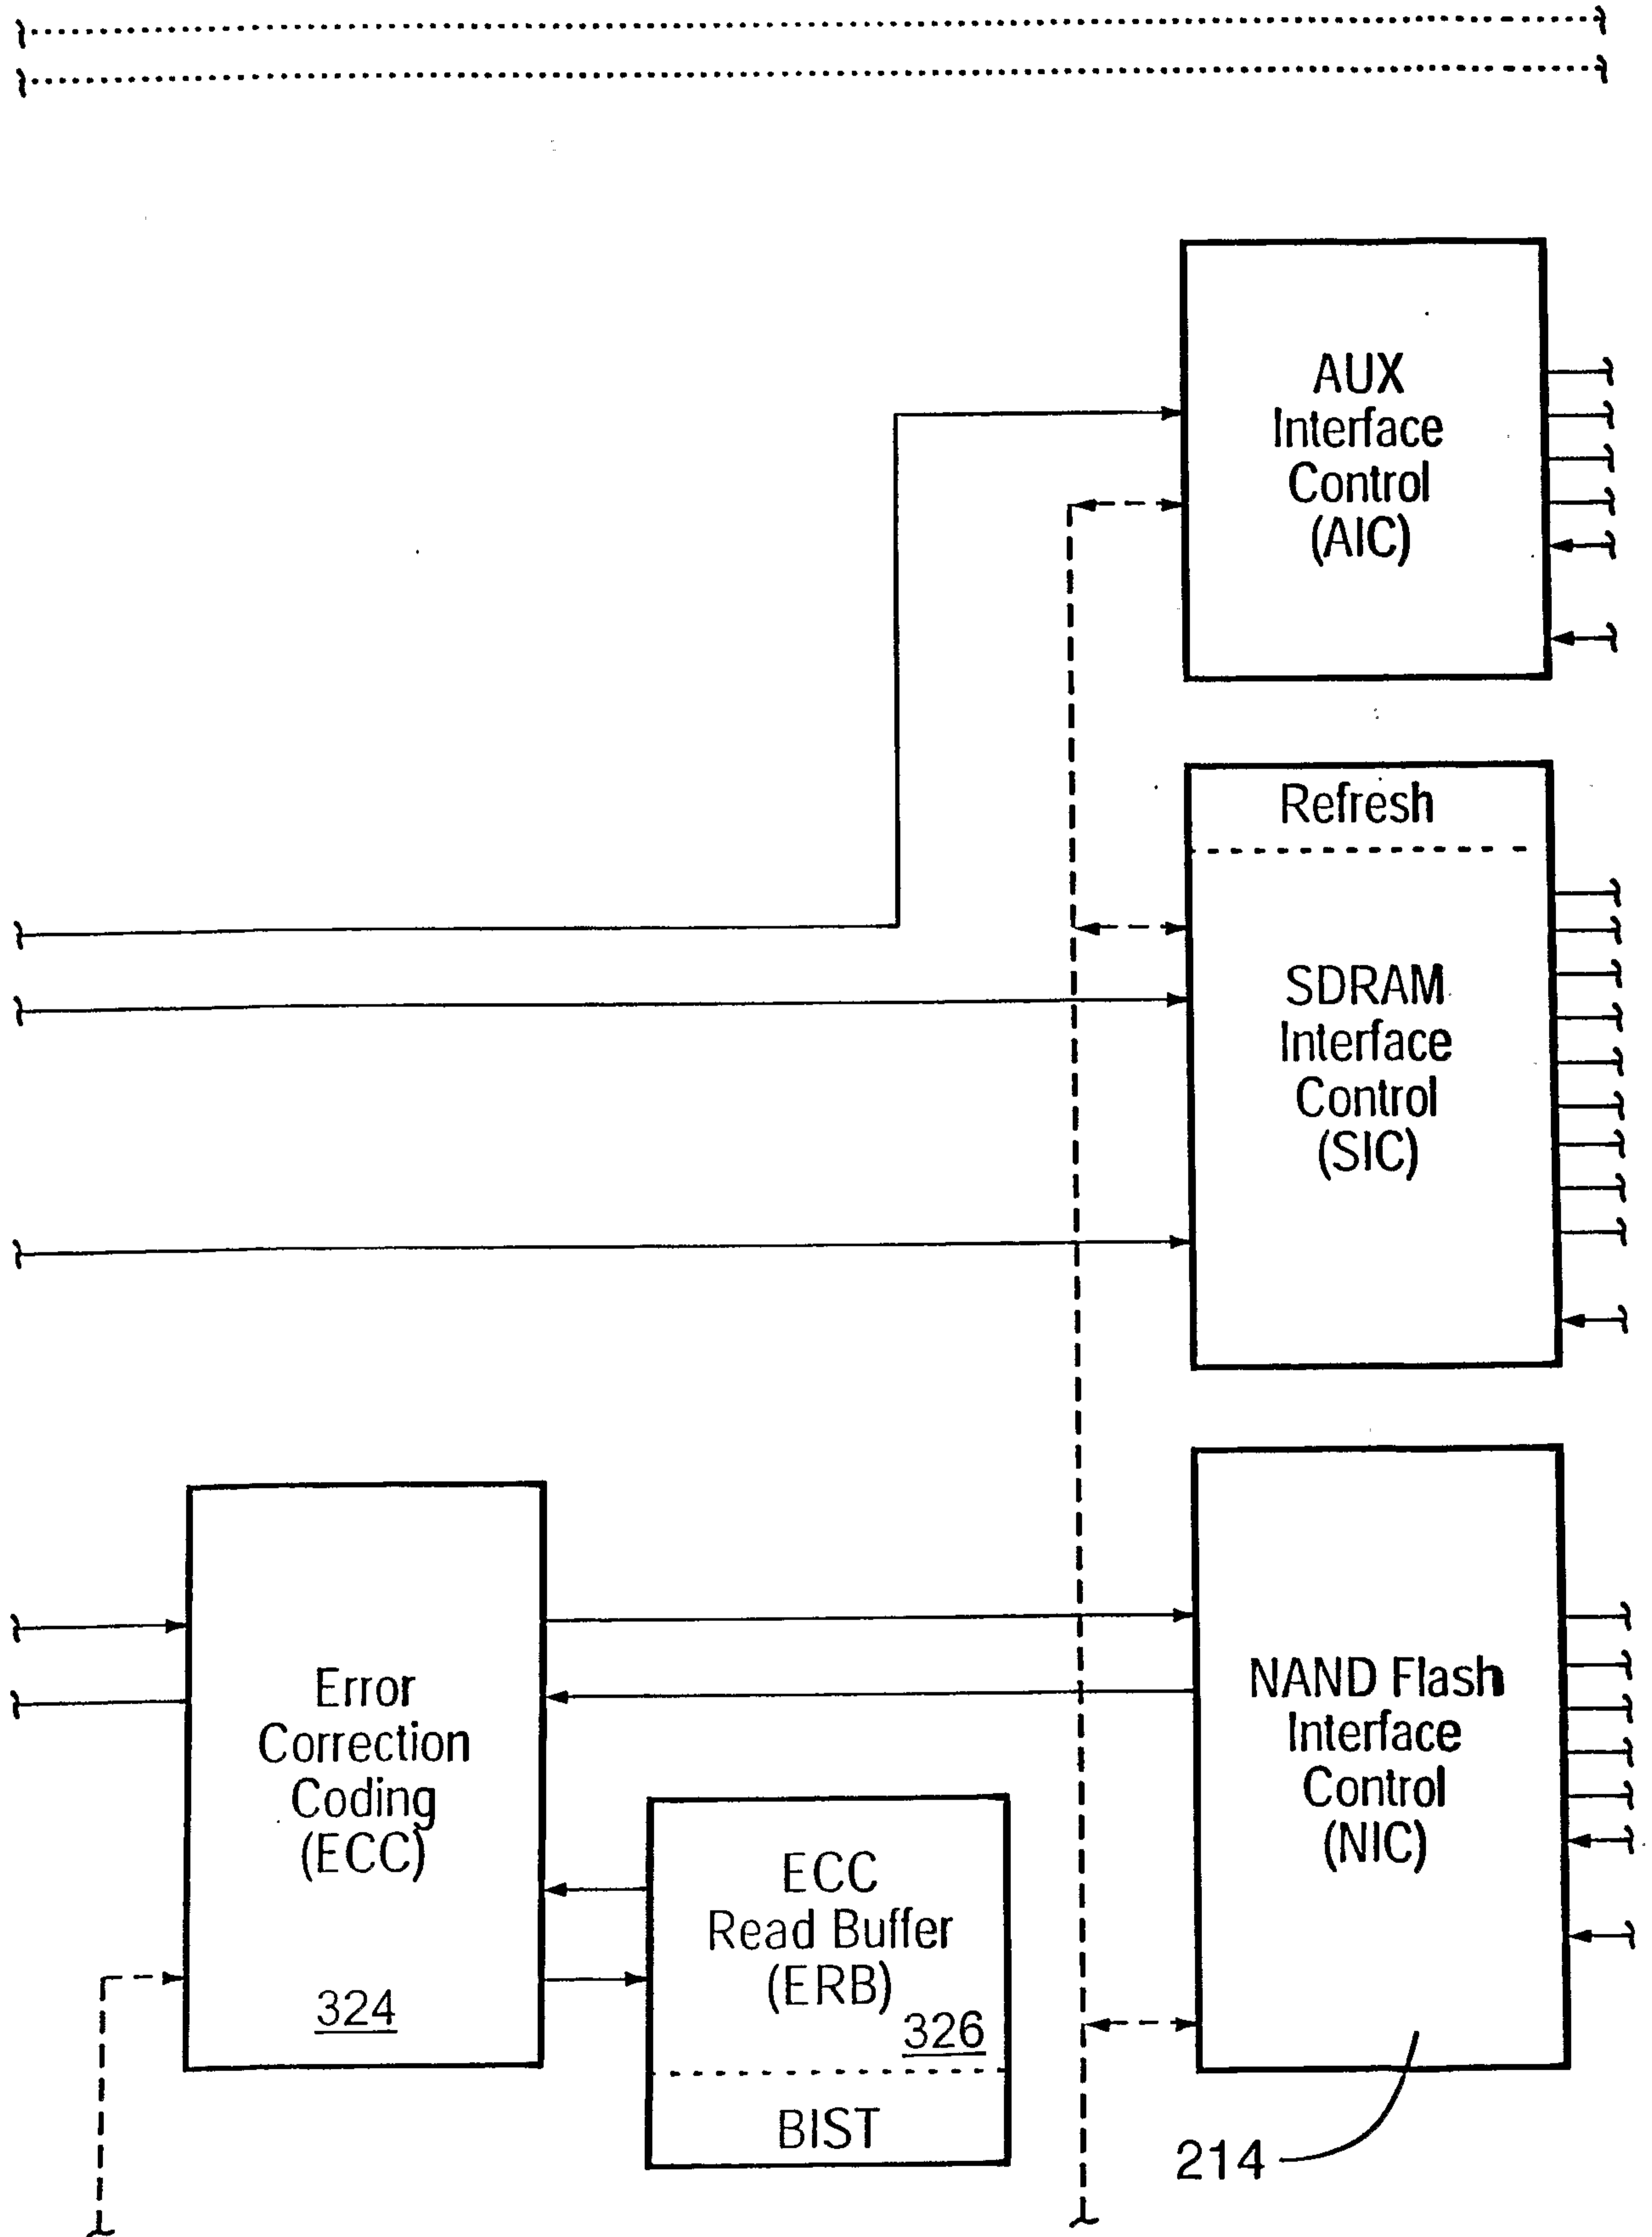 AUX
Interface
Control
(AIC)
Refresh
SDRAM
Interface
Control
(SIC)
Error
Correction
Coding
(ECC)
324
ECC
Read Buffer
(ERB)
326
BIST
NAND Flash
Interface
Control
(NIC)
214